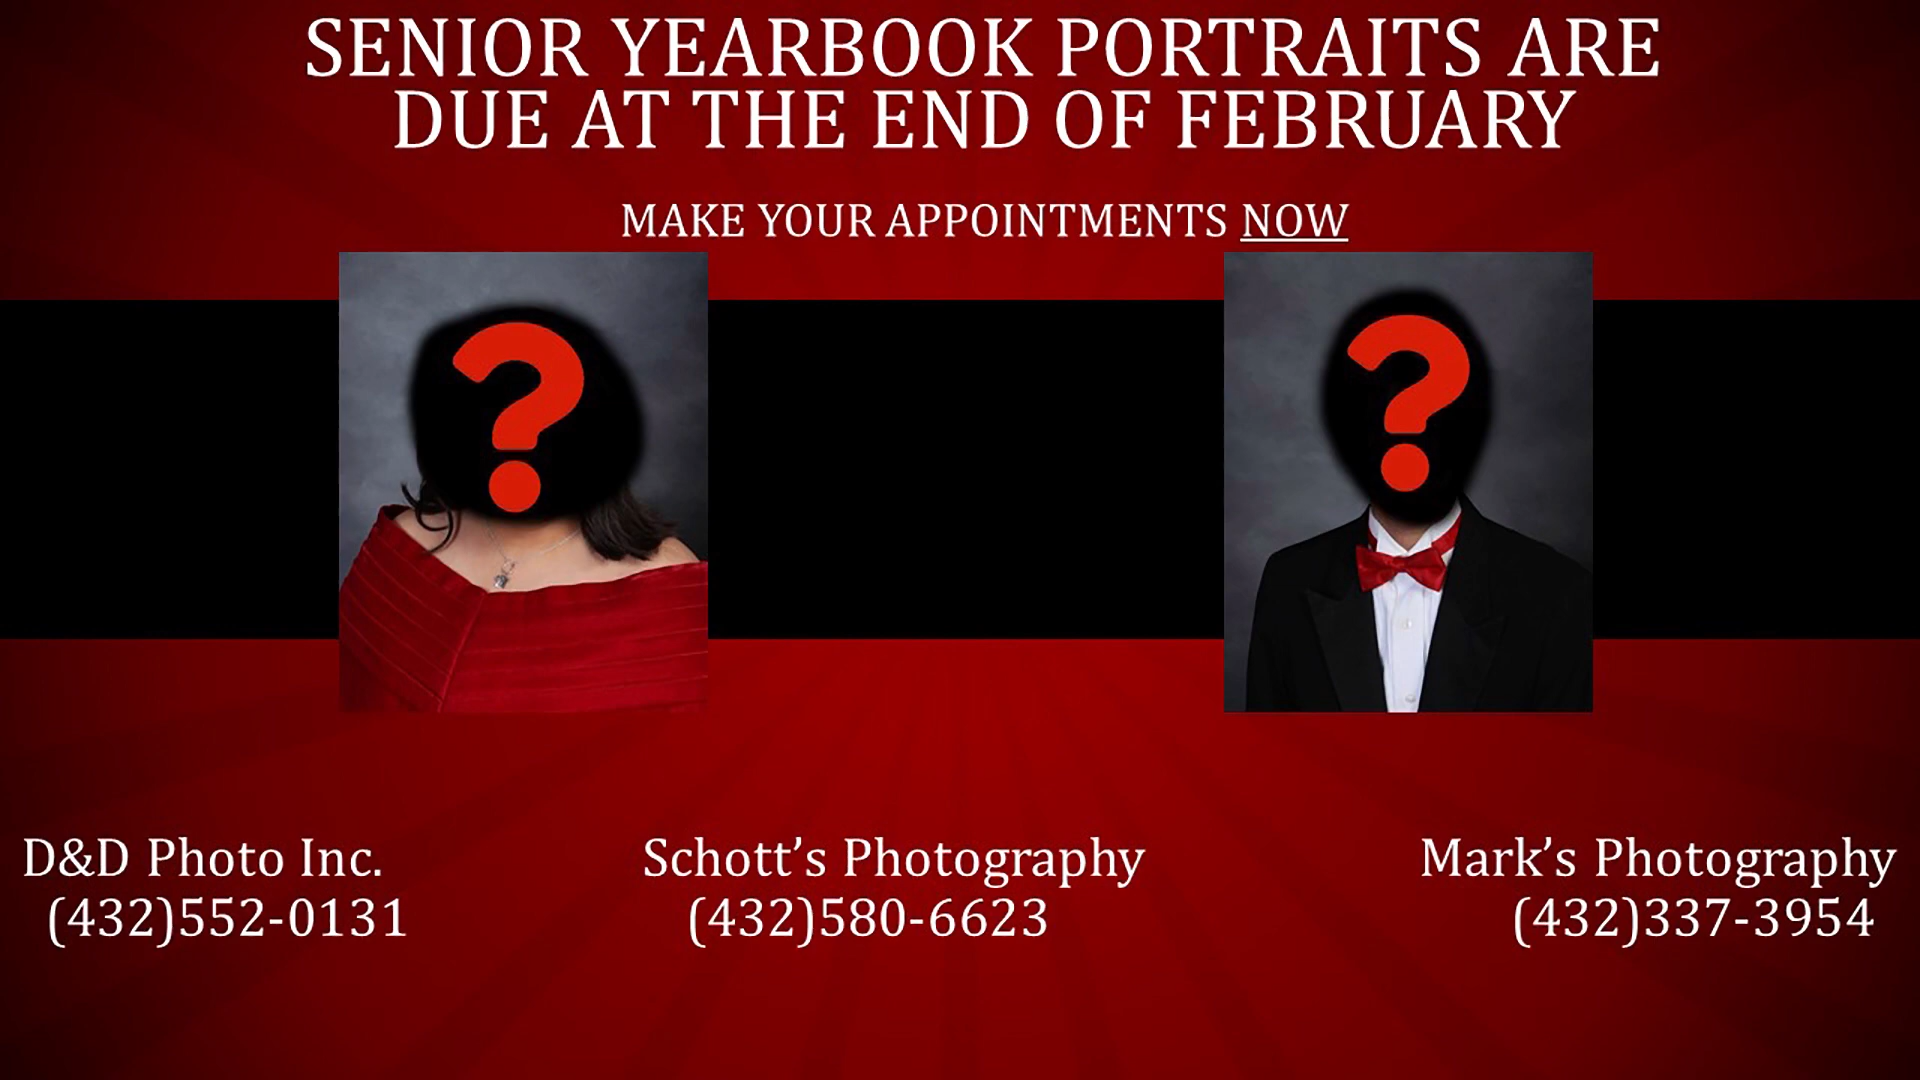 SENIOR YEARBOOK PORTRAITS ARE
DUE AT THE END OF FEBRUARY
MAKE YOUR APPOINTMENTS NOW
?
?
D&D Photo Inc.
(432)552-0131
Schott’s Photography
(432)580-6623
Mark’s Photography
(432)337-3954